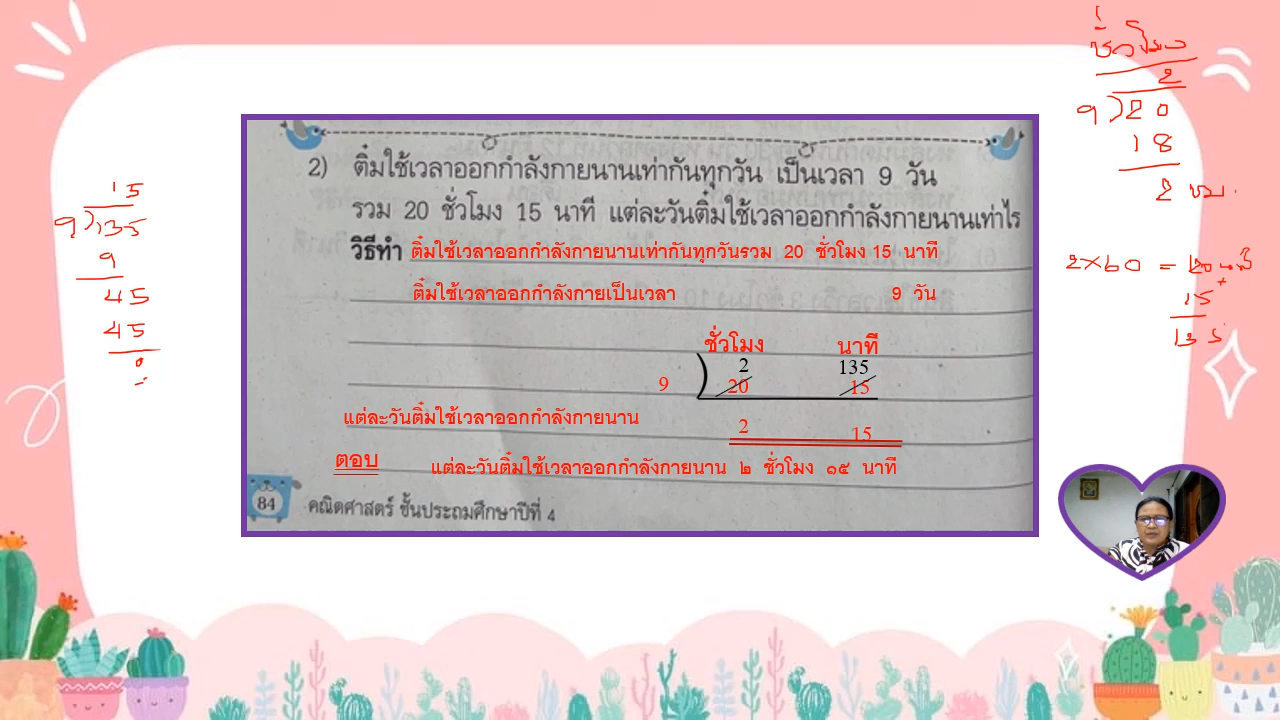 2) ติ๋มใช้เวลาออกกำลังกายนานเท่ากันทุกวัน เป็นเวลา 9 วัน
รวม 20 ชั่วโมง 15 นาที แต่ละวันติ๋มใช้เวลาออกกำลังกายนานเท่าไร
วิธีทำ ติ๋มใช้เวลาออกกำลังกายนานเท่ากันทุกวันรวม 20 ชั่วโมง 15 นาที
ติ๋มใช้เวลาออกกำลังกายเป็นเวลา 9 วัน
ชั่วโมง นาที
2 135
9 20 15
แต่ละวันติ๋มใช้เวลาออกกำลังกายนาน 2 15
ตอบ แต่ละวันติ๋มใช้เวลาออกกำลังกายนาน ๒ ชั่วโมง ๑๕ นาที
84 คณิตศาสตร์ ชั้นประถมศึกษาปีที่ 4
15
9)135
9
45
45
0
ชั่วโมง
2
9)20
18
2 ชม.
2×60 = 120 นาที
+
15
135